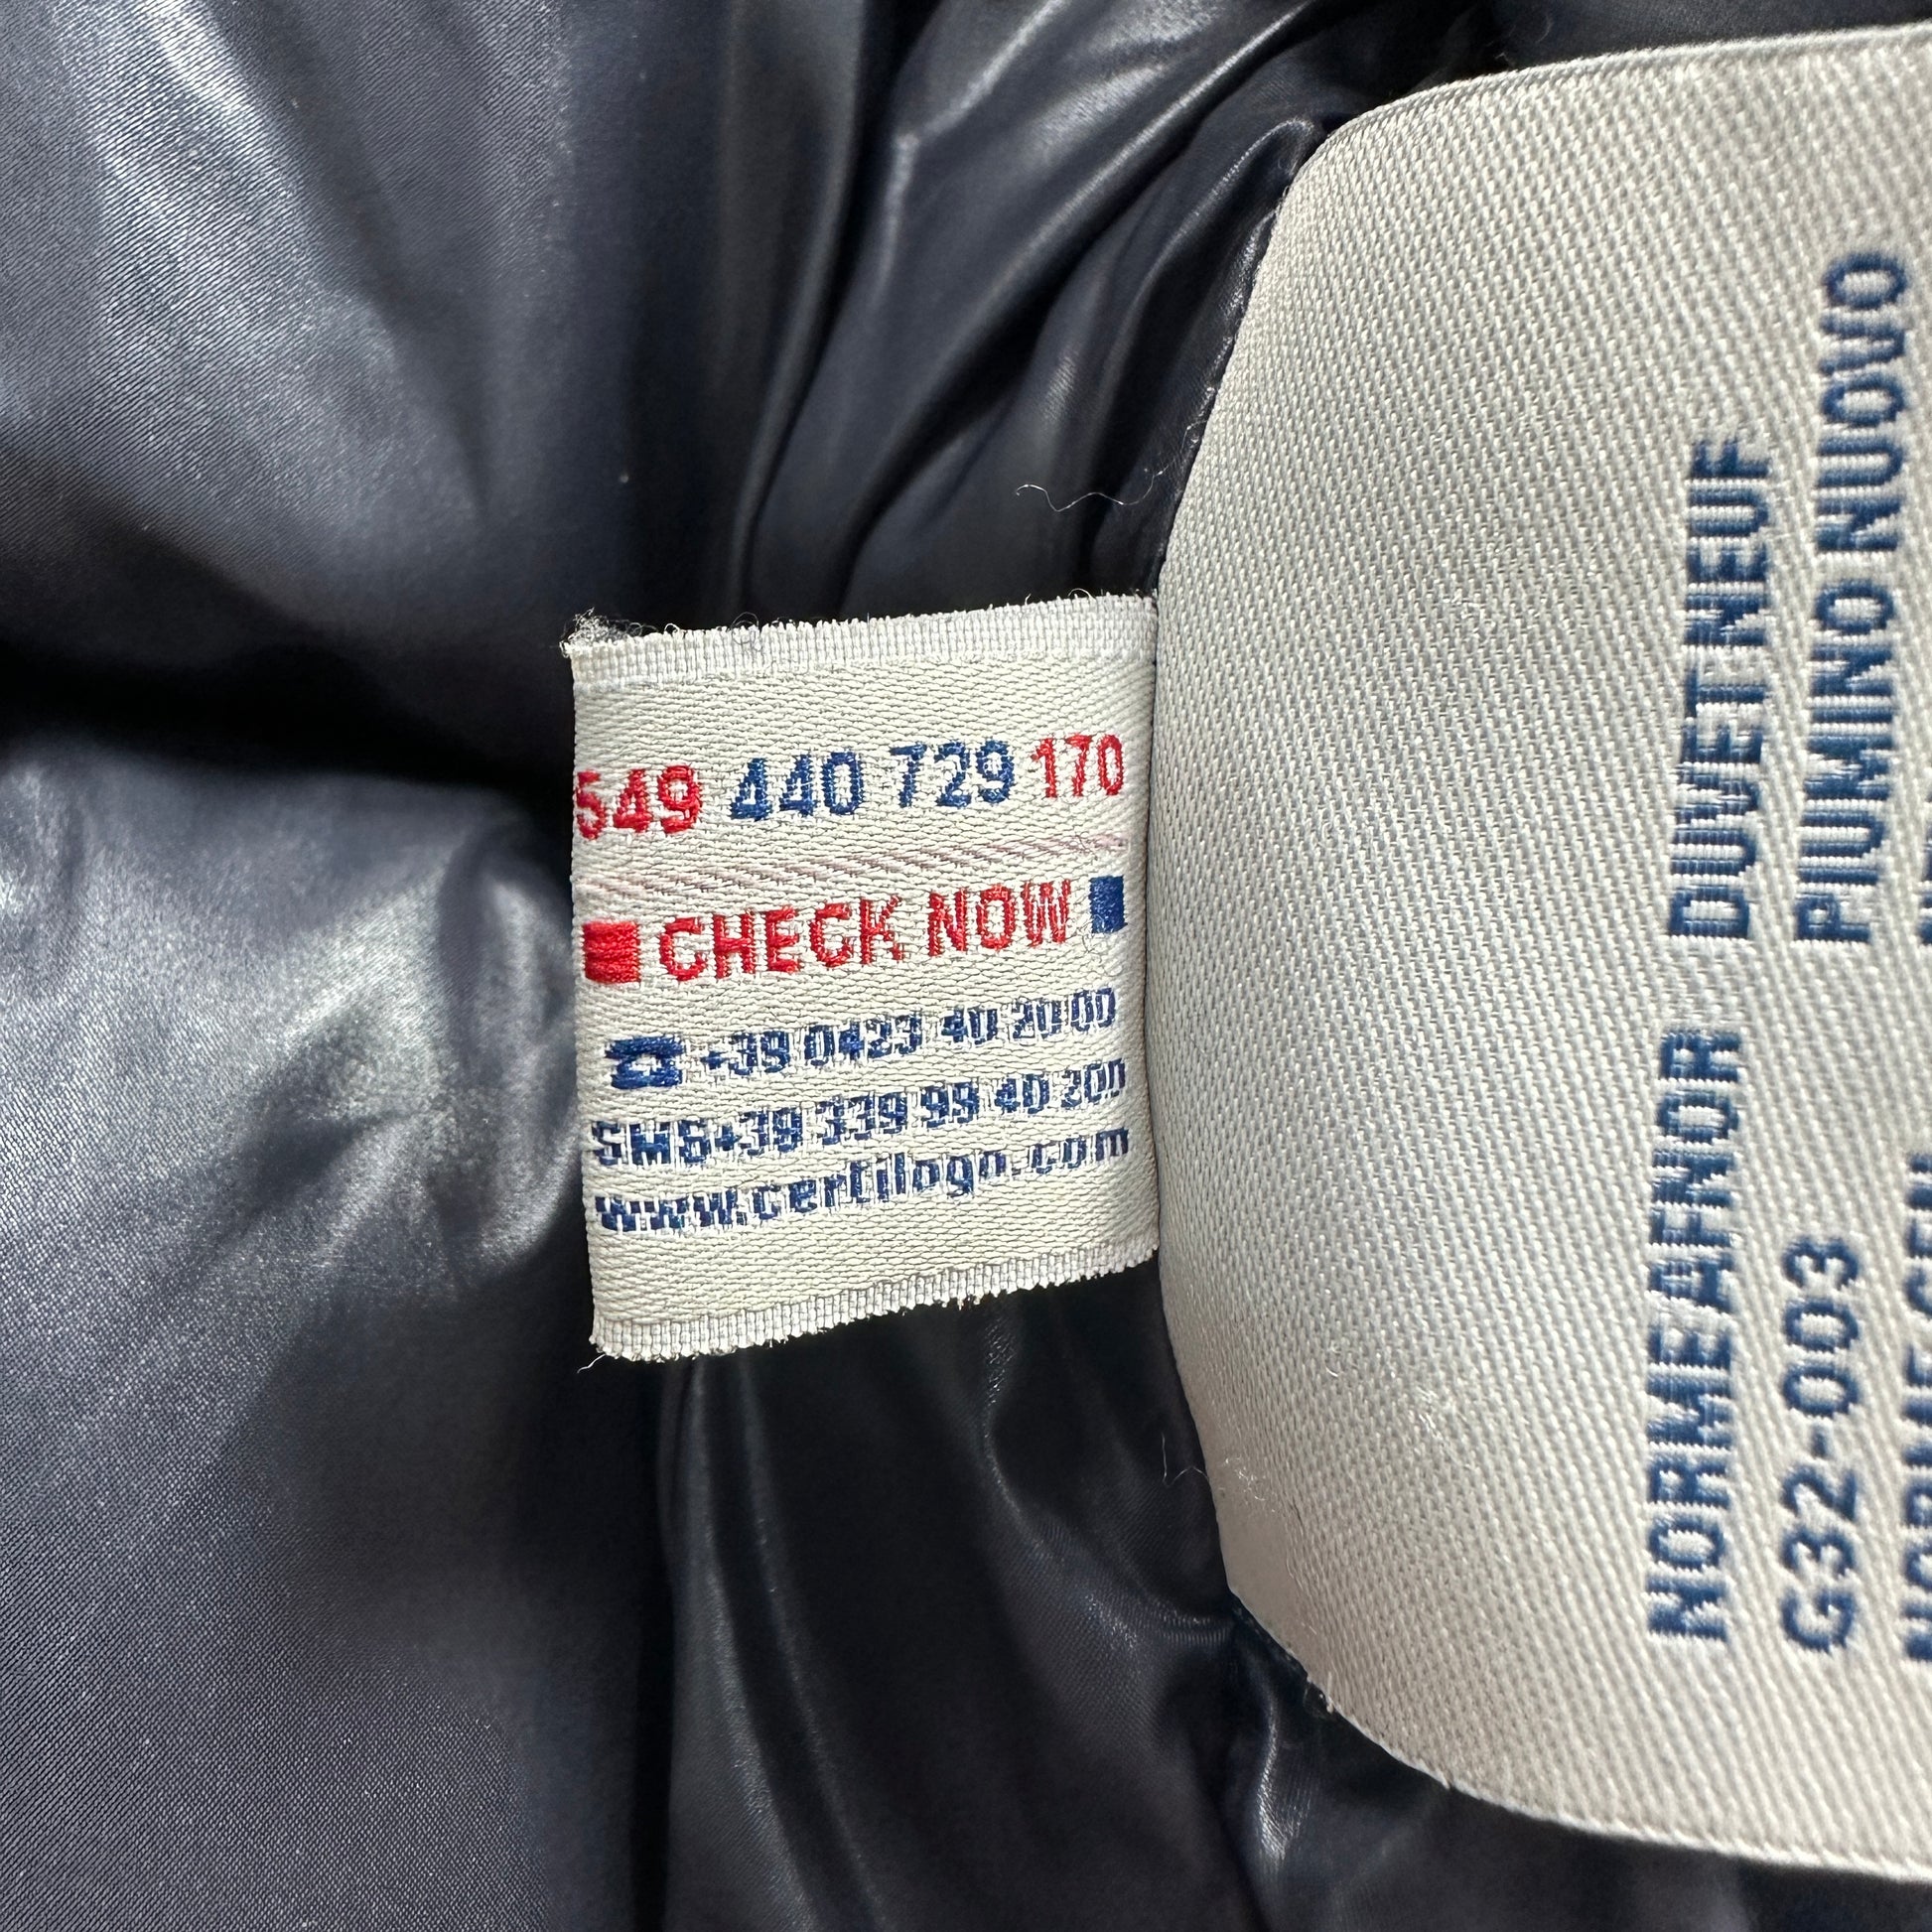 549 440 729 170
CHECK NOW
+39 0423 40 20 00
SMS+39 339 99 40 200
www.certilogo.com
NORME AFNOR DUVET NEUF
G32-003 PIUMINO NUOVO